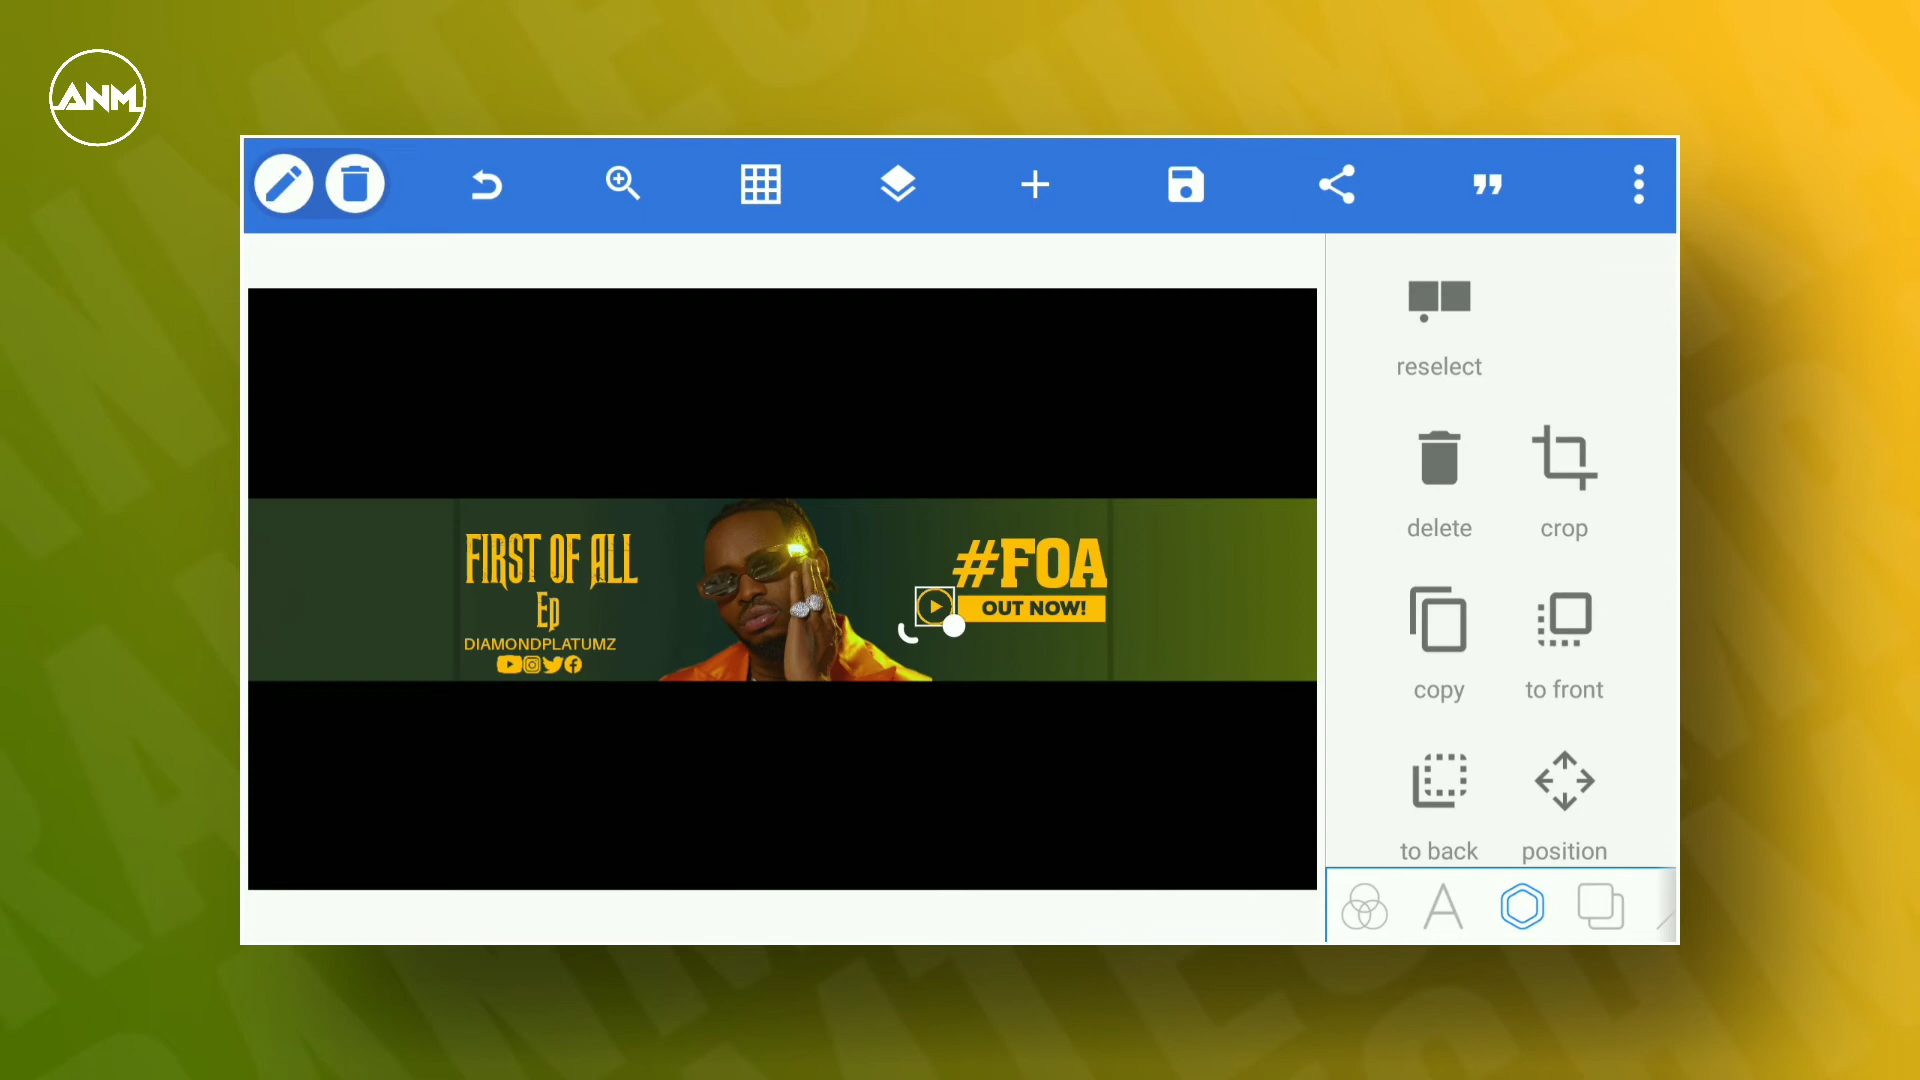 ANM
reselect
delete
crop
copy
to front
to back
position
FIRST OF ALL
Ep
DIAMONDPLATUMZ
#FOA
OUT NOW!